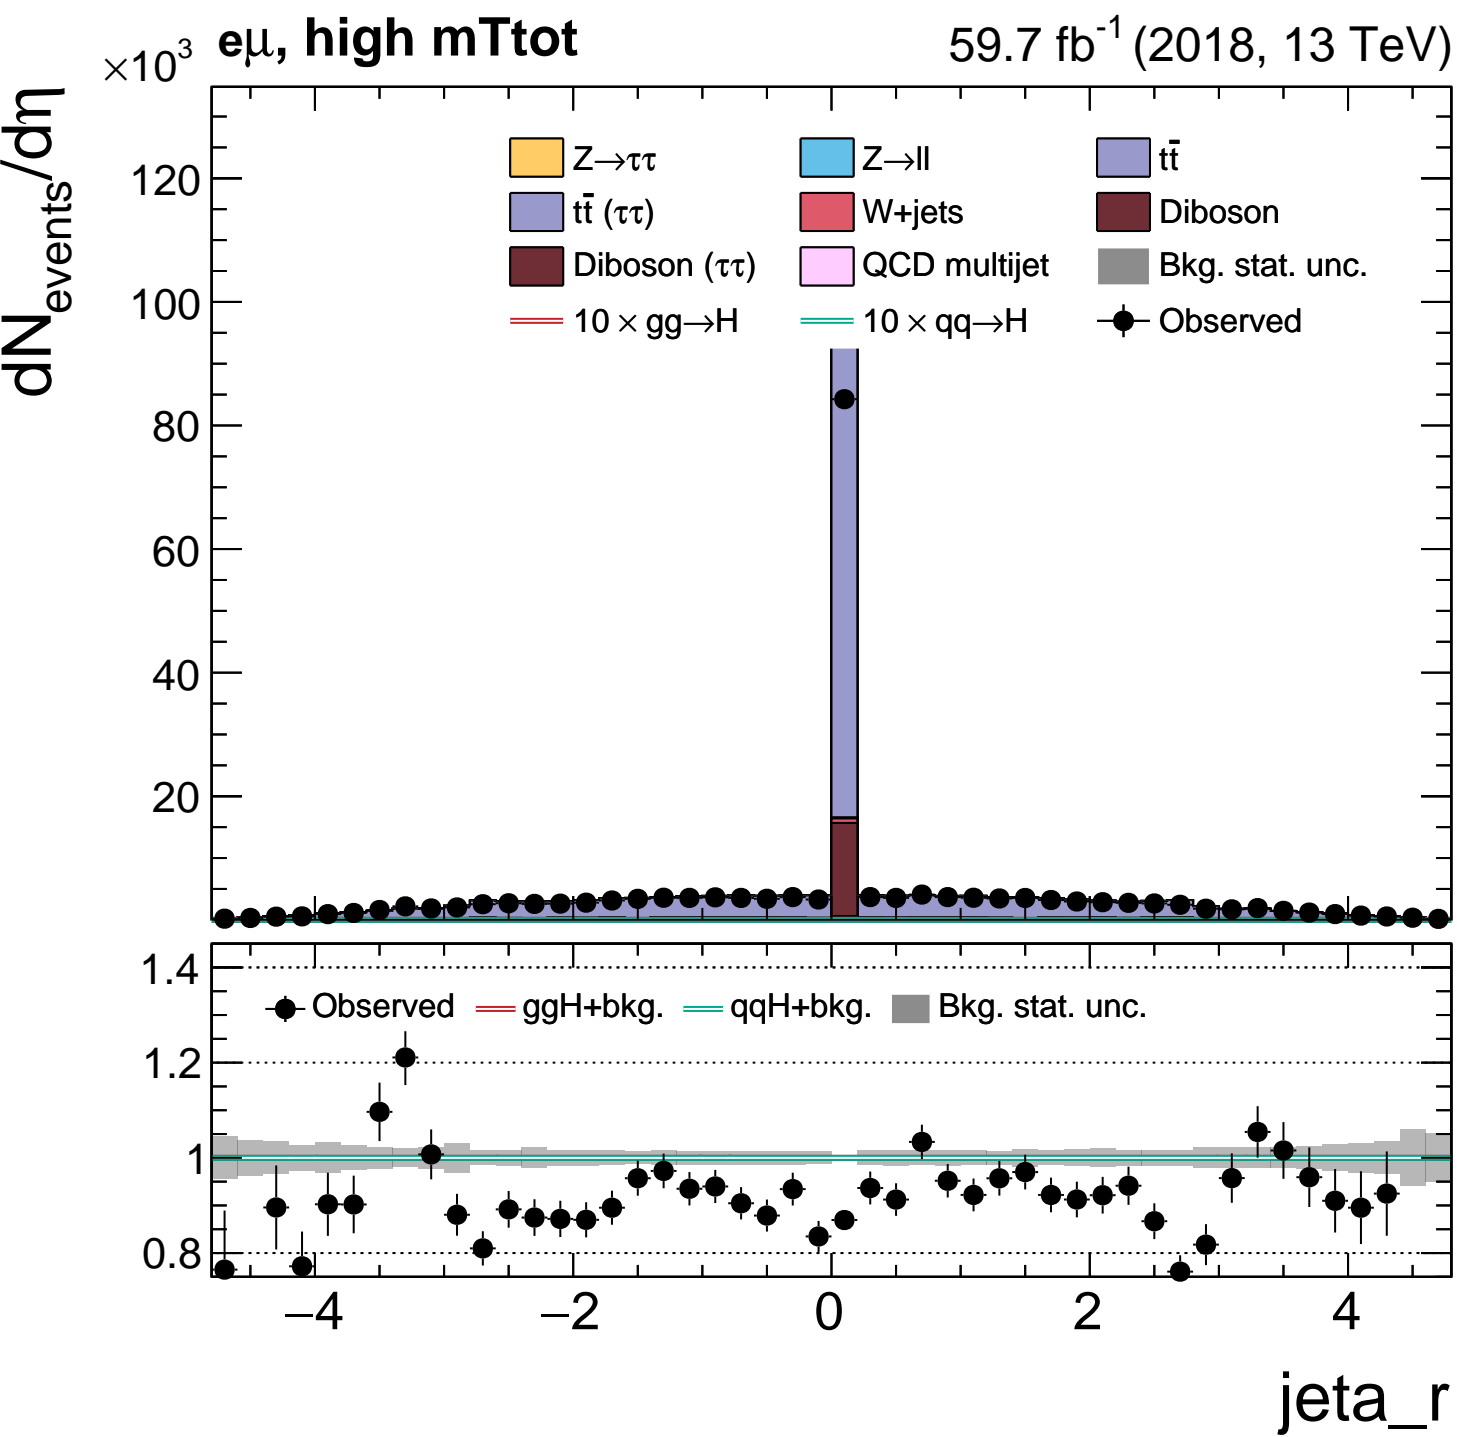 ×10³ eμ, high mTtot 59.7 fb⁻¹ (2018, 13 TeV)
dN_events/dη
Z→ττ Z→ll tt̄
tt̄ (ττ) W+jets Diboson
Diboson (ττ) QCD multijet Bkg. stat. unc.
10 × gg→H 10 × qq→H Observed
120
100
80
60
40
20
1.4
Observed ggH+bkg. qqH+bkg. Bkg. stat. unc.
1.2
1
0.8
−4 −2 0 2 4
jeta_r